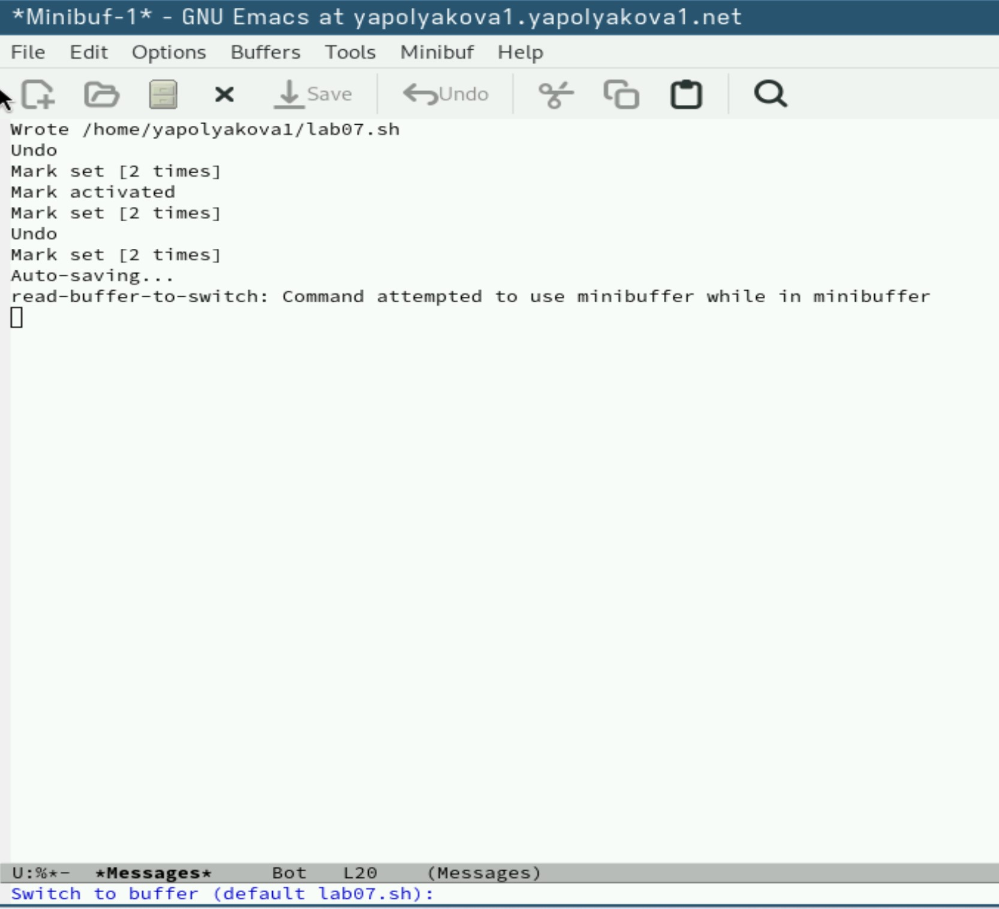 *Minibuf-1* - GNU Emacs at yapolyakova1.yapolyakova1.net
File Edit Options Buffers Tools Minibuf Help
Save Undo
Wrote /home/yapolyakova1/lab07.sh
Undo
Mark set [2 times]
Mark activated
Mark set [2 times]
Undo
Mark set [2 times]
Auto-saving...
read-buffer-to-switch: Command attempted to use minibuffer while in minibuffer
U:%*- *Messages* Bot L20 (Messages)
Switch to buffer (default lab07.sh):